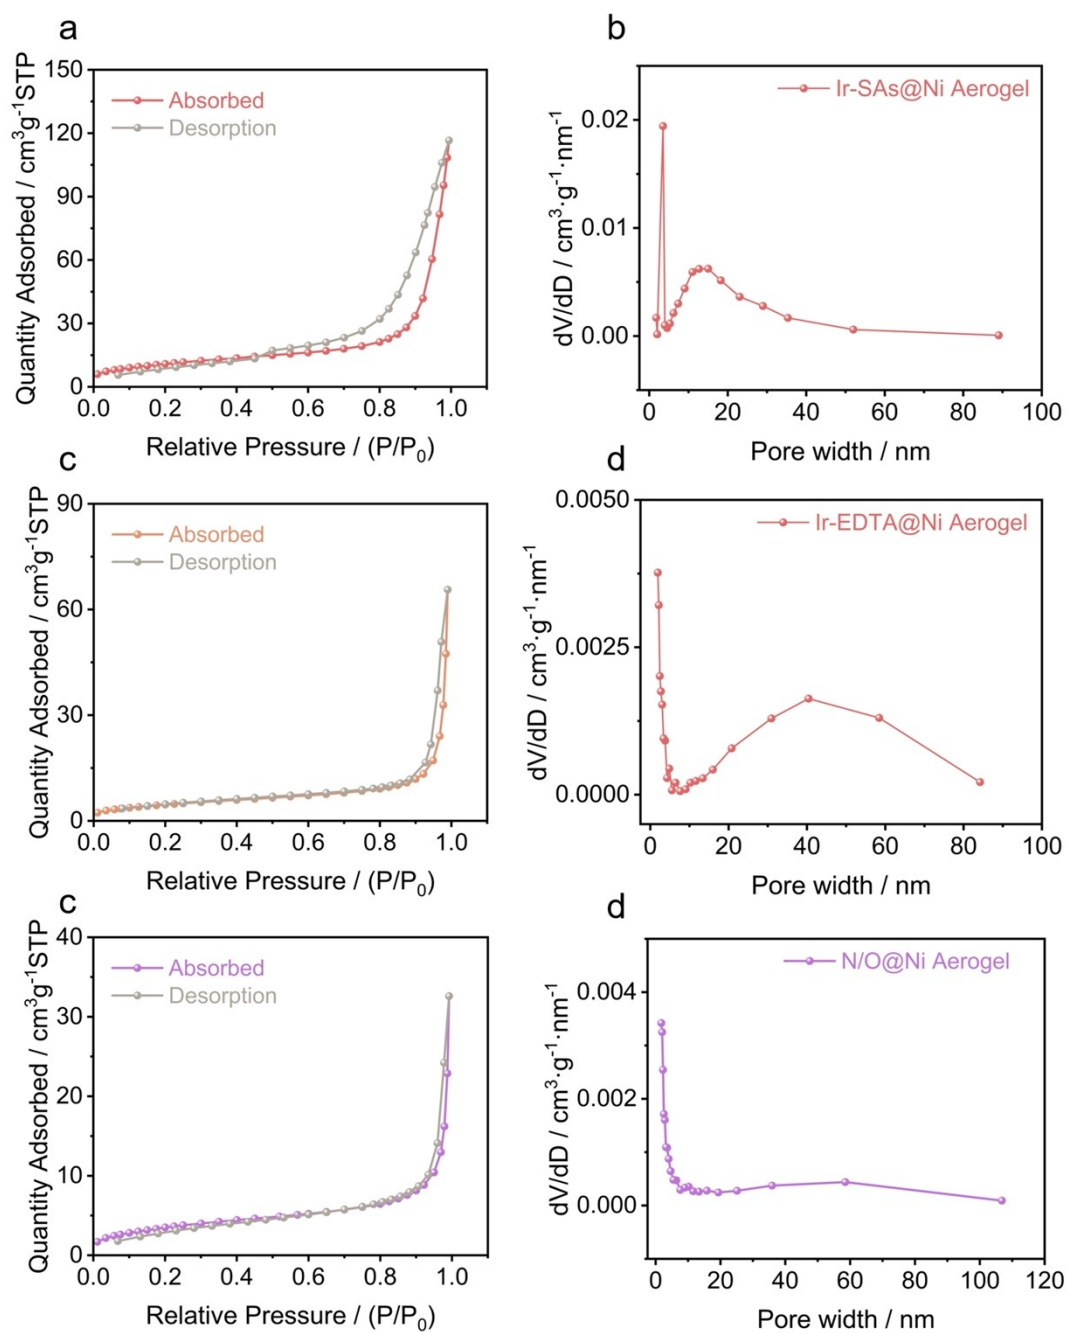 a
150
120
90
60
30
0
Quantity Adsorbed / cm³g⁻¹STP
Absorbed
Desorption
0.0 0.2 0.4 0.6 0.8 1.0
Relative Pressure / (P/P₀)
b
0.02
0.01
0.00
dV/dD / cm³·g⁻¹·nm⁻¹
Ir-SAs@Ni Aerogel
0 20 40 60 80 100
Pore width / nm
c
90
60
30
0
Quantity Adsorbed / cm³g⁻¹STP
Absorbed
Desorption
0.0 0.2 0.4 0.6 0.8 1.0
Relative Pressure / (P/P₀)
d
0.0050
0.0025
0.0000
dV/dD / cm³·g⁻¹·nm⁻¹
Ir-EDTA@Ni Aerogel
0 20 40 60 80 100
Pore width / nm
c
40
30
20
10
0
Quantity Adsorbed / cm³g⁻¹STP
Absorbed
Desorption
0.0 0.2 0.4 0.6 0.8 1.0
Relative Pressure / (P/P₀)
d
0.004
0.002
0.000
dV/dD / cm³·g⁻¹·nm⁻¹
N/O@Ni Aerogel
0 20 40 60 80 100 120
Pore width / nm